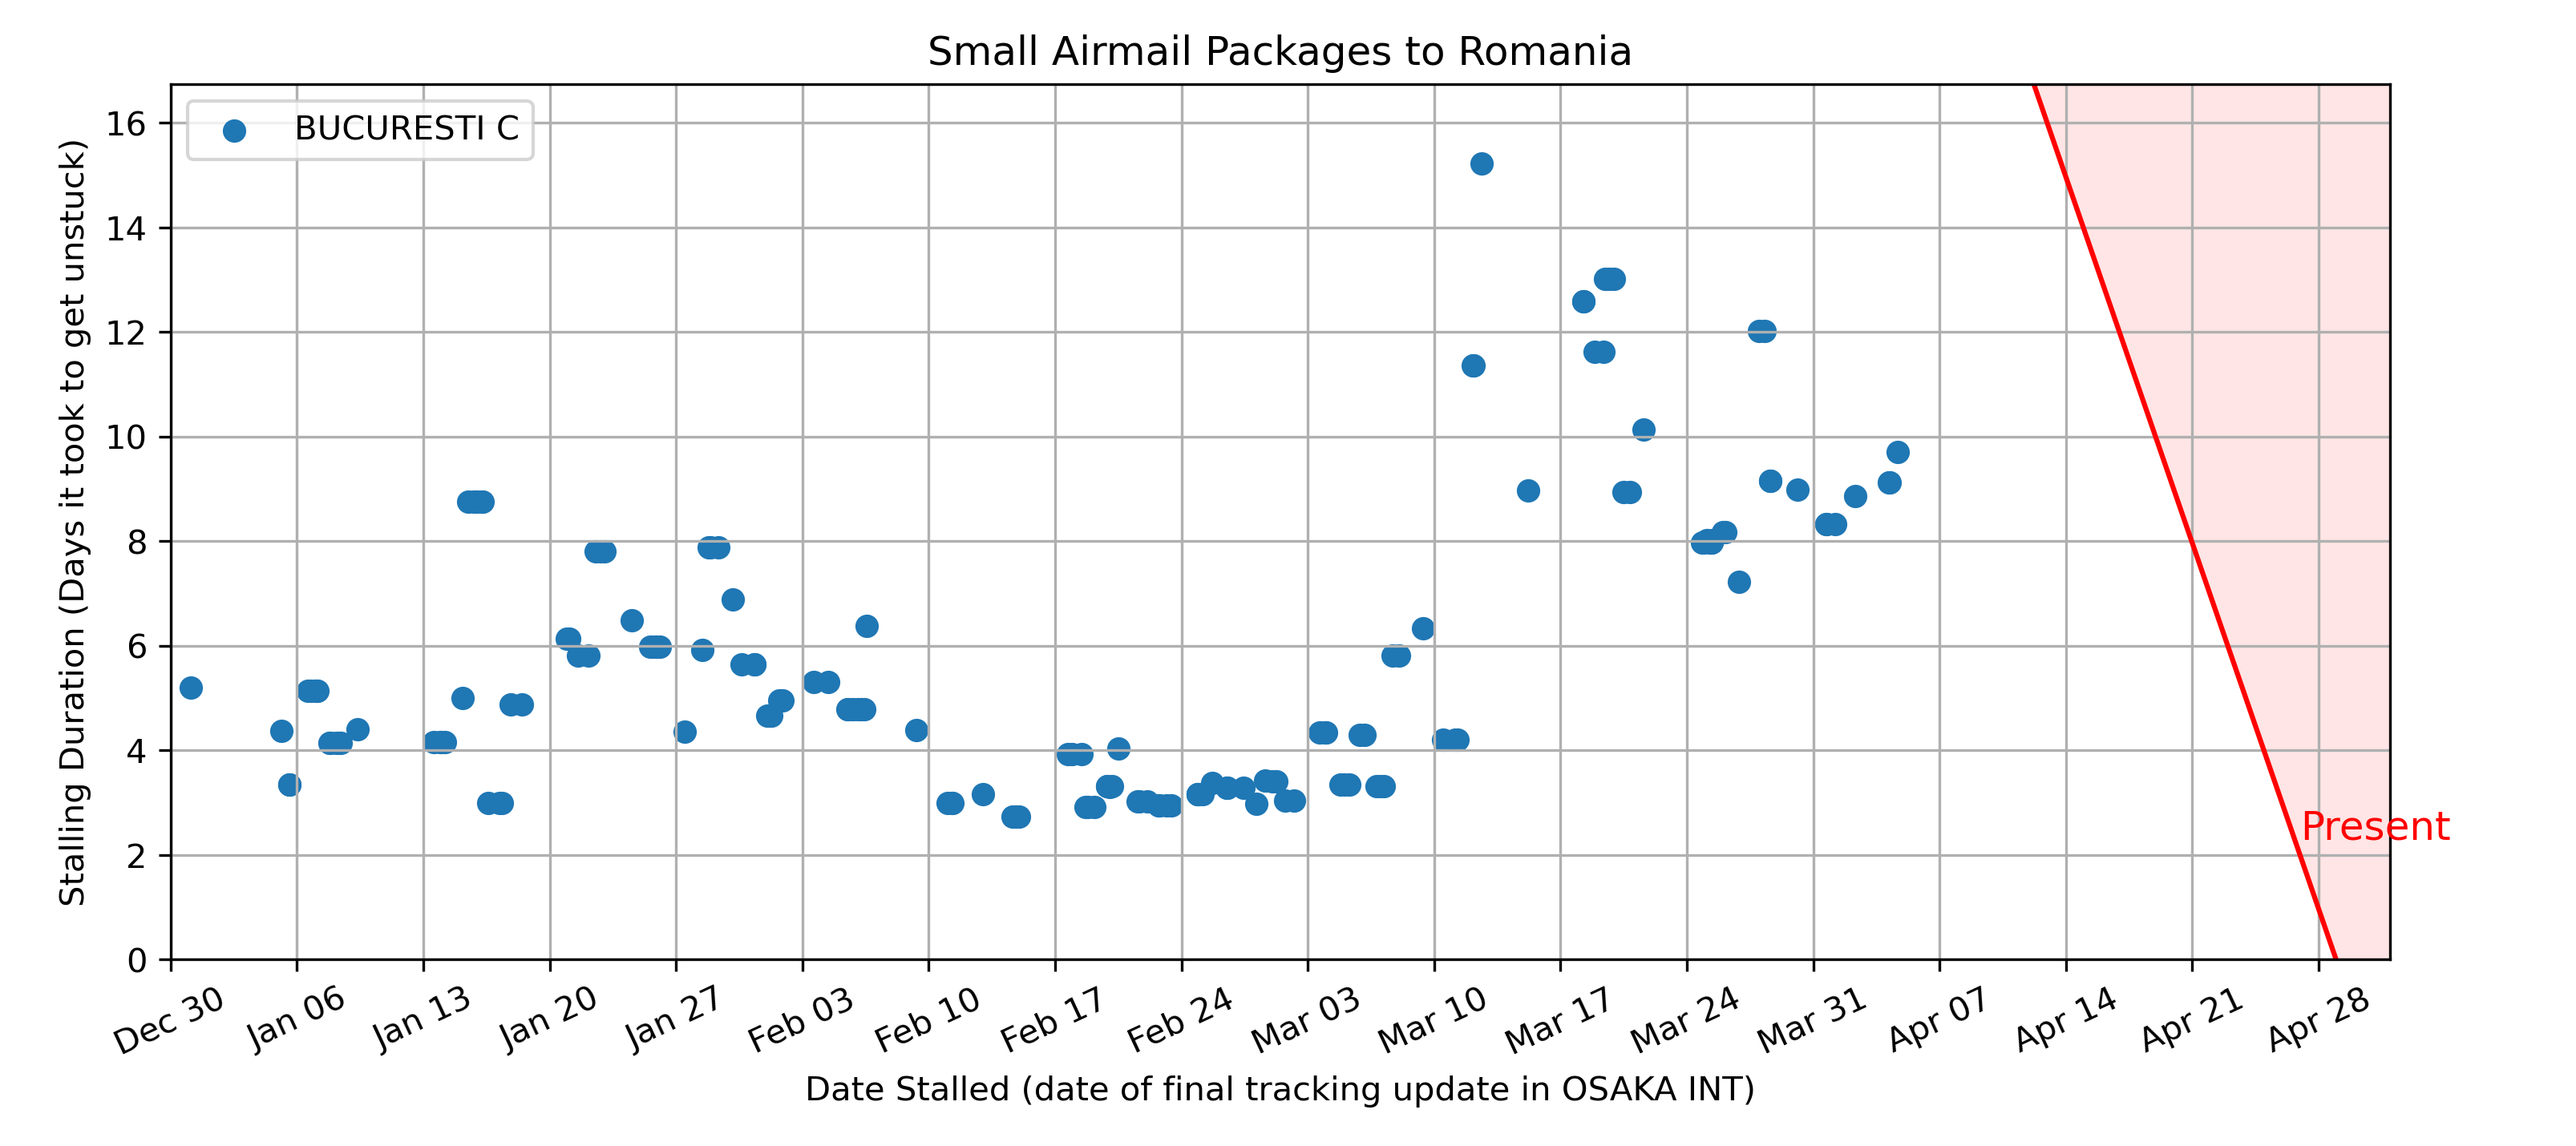 Small Airmail Packages to Romania
BUCURESTI C
Stalling Duration (Days it took to get unstuck)
16
14
12
10
8
6
4
2
0
Present
Dec 30
Jan 06
Jan 13
Jan 20
Jan 27
Feb 03
Feb 10
Feb 17
Feb 24
Mar 03
Mar 10
Mar 17
Mar 24
Mar 31
Apr 07
Apr 14
Apr 21
Apr 28
Date Stalled (date of final tracking update in OSAKA INT)